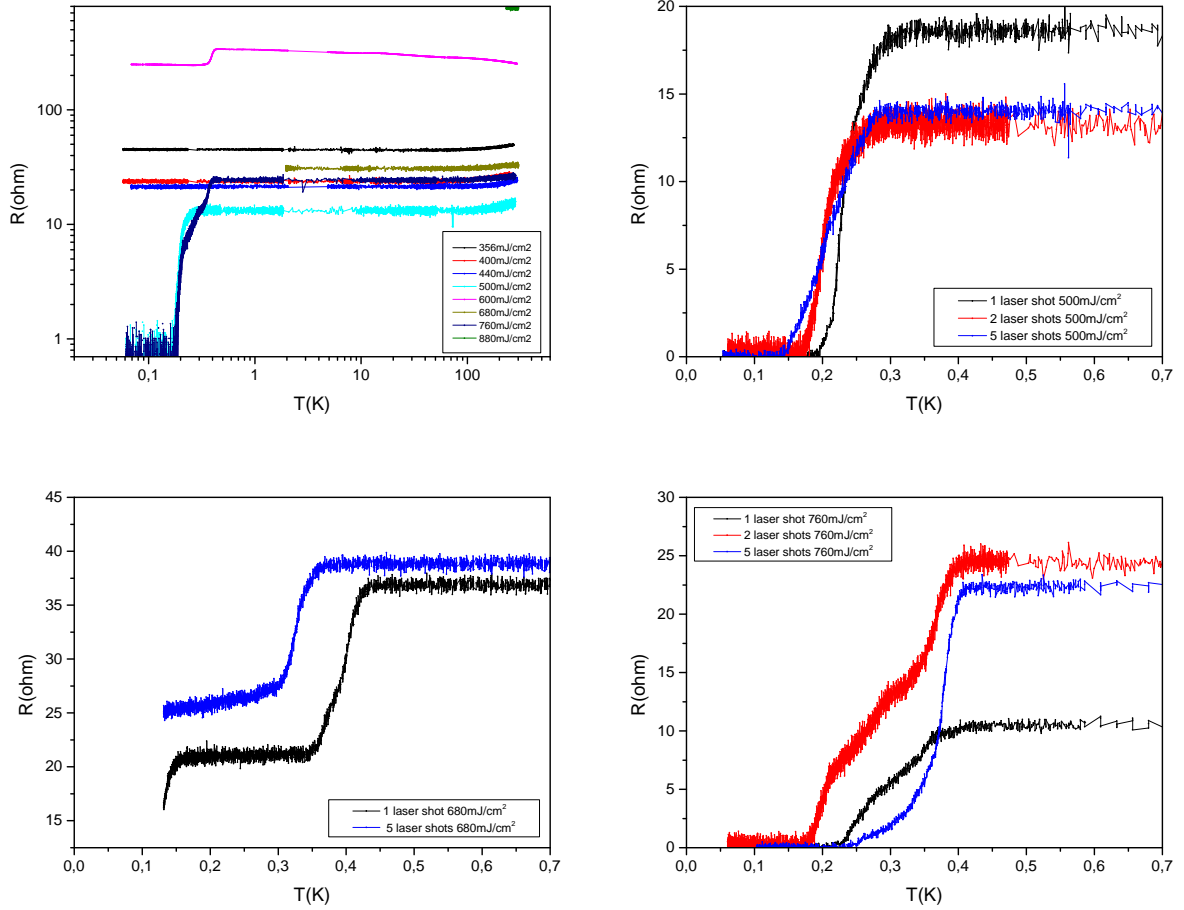 100
10
1
0,1
1
10
100
R(ohm)
T(K)
356mJ/cm2
400mJ/cm2
440mJ/cm2
500mJ/cm2
600mJ/cm2
680mJ/cm2
760mJ/cm2
880mJ/cm2
20
15
10
5
0
0,0
0,1
0,2
0,3
0,4
0,5
0,6
0,7
R(ohm)
T(K)
1 laser shot 500mJ/cm²
2 laser shots 500mJ/cm²
5 laser shots 500mJ/cm²
45
40
35
30
25
20
15
0,0
0,1
0,2
0,3
0,4
0,5
0,6
0,7
R(ohm)
T(K)
1 laser shot 680mJ/cm²
5 laser shots 680mJ/cm²
30
25
20
15
10
5
0
0,0
0,1
0,2
0,3
0,4
0,5
0,6
0,7
R(ohm)
T(K)
1 laser shot 760mJ/cm²
2 laser shots 760mJ/cm²
5 laser shots 760mJ/cm²